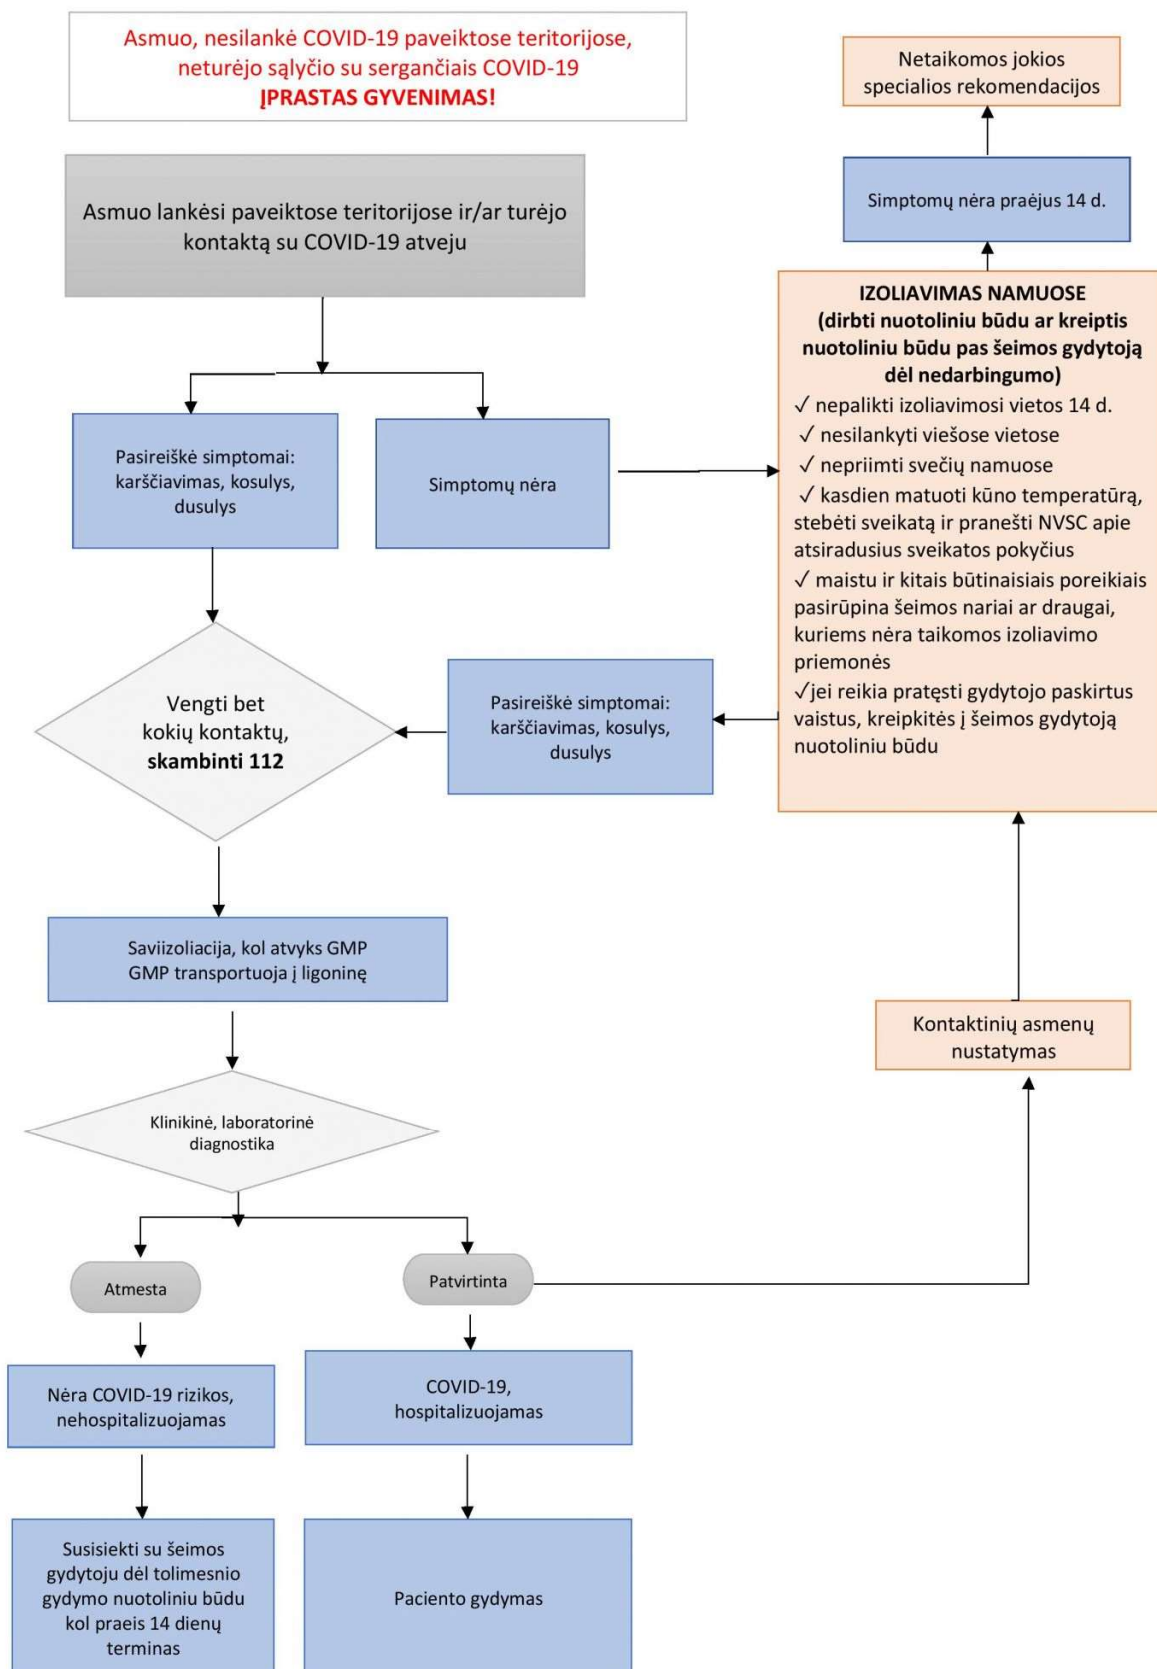 Asmuo, nesilankė COVID-19 paveiktose teritorijose,
neturėjo sąlyčio su sergančiais COVID-19
ĮPRASTAS GYVENIMAS!
Netaikomos jokios
specialios rekomendacijos
Asmuo lankėsi paveiktose teritorijose ir/ar turėjo
kontaktą su COVID-19 atveju
Simptomų nėra praėjus 14 d.
IZOLIAVIMAS NAMUOSE
(dirbti nuotoliniu būdu ar kreiptis
nuotoliniu būdu pas šeimos gydytoją
dėl nedarbingumo)
✓ nepalikti izoliavimosi vietos 14 d.
✓ nesilankyti viešose vietose
✓ nepriimti svečių namuose
✓ kasdien matuoti kūno temperatūrą,
stebėti sveikatą ir pranešti NVSC apie
atsiradusius sveikatos pokyčius
✓ maistu ir kitais būtinaisiais poreikiais
pasirūpina šeimos nariai ar draugai,
kuriems nėra taikomos izoliavimo
priemonės
✓jei reikia pratęsti gydytojo paskirtus
vaistus, kreipkitės į šeimos gydytoją
nuotoliniu būdu
Pasireiškė simptomai:
karščiavimas, kosulys,
dusulys
Simptomų nėra
Vengti bet
kokių kontaktų,
skambinti 112
Pasireiškė simptomai:
karščiavimas, kosulys,
dusulys
Saviizoliacija, kol atvyks GMP
GMP transportuoja į ligoninę
Kontaktinių asmenų
nustatymas
Klinikinė, laboratorinė
diagnostika
Atmesta
Patvirtinta
Nėra COVID-19 rizikos,
nehospitalizuojamas
COVID-19,
hospitalizuojamas
Susisiekti su šeimos
gydytoju dėl tolimesnio
gydymo nuotoliniu būdu
kol praeis 14 dienų
terminas
Paciento gydymas